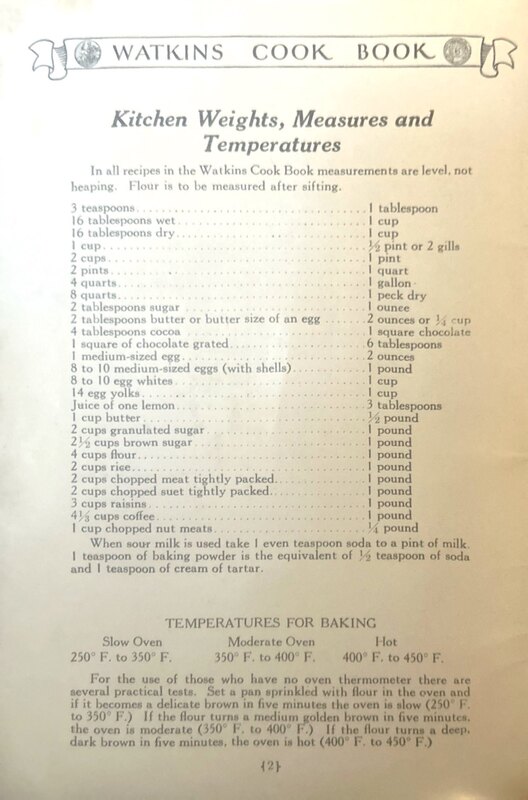 WATKINS COOK BOOK
Kitchen Weights, Measures and
Temperatures
In all recipes in the Watkins Cook Book measurements are level, not
heaping. Flour is to be measured after sifting.
3 teaspoons 1 tablespoon
16 tablespoons wet 1 cup
16 tablespoons dry 1 cup
1 cup ½ pint or 2 gills
2 cups 1 pint
2 pints 1 quart
4 quarts 1 gallon
8 quarts 1 peck dry
2 tablespoons sugar 1 ounce
2 tablespoons butter or butter size of an egg 2 ounces or ¼ cup
4 tablespoons cocoa 1 square chocolate
1 square of chocolate grated 6 tablespoons
1 medium-sized egg 2 ounces
8 to 10 medium-sized eggs (with shells) 1 pound
8 to 10 egg whites 1 cup
14 egg yolks 1 cup
Juice of one lemon 3 tablespoons
1 cup butter ½ pound
2 cups granulated sugar 1 pound
2½ cups brown sugar 1 pound
4 cups flour 1 pound
2 cups rice 1 pound
2 cups chopped meat tightly packed 1 pound
2 cups chopped suet tightly packed 1 pound
3 cups raisins 1 pound
cups coffee 1 pound
1 cup chopped nut meats ¼ pound
When sour milk is used take 1 even teaspoon soda to a pint of milk.
1 teaspoon of baking powder is the equivalent of ½ teaspoon of soda
and 1 teaspoon of cream of tartar.
TEMPERATURES FOR BAKING
Slow Oven Moderate Oven Hot
250° F. to 350° F. 350° F. to 400° F. 400° F. to 450° F.
For the use of those who have no oven thermometer there are
several practical tests. Set a pan sprinkled with flour in the oven and
if it becomes a delicate brown in five minutes the oven is slow (250° F.
to 350° F.) If the flour turns a medium golden brown in five minutes,
the oven is moderate (350° F. to 400° F.) If the flour turns a deep,
dark brown in five minutes, the oven is hot (400° F. to 450° F.)
{2}